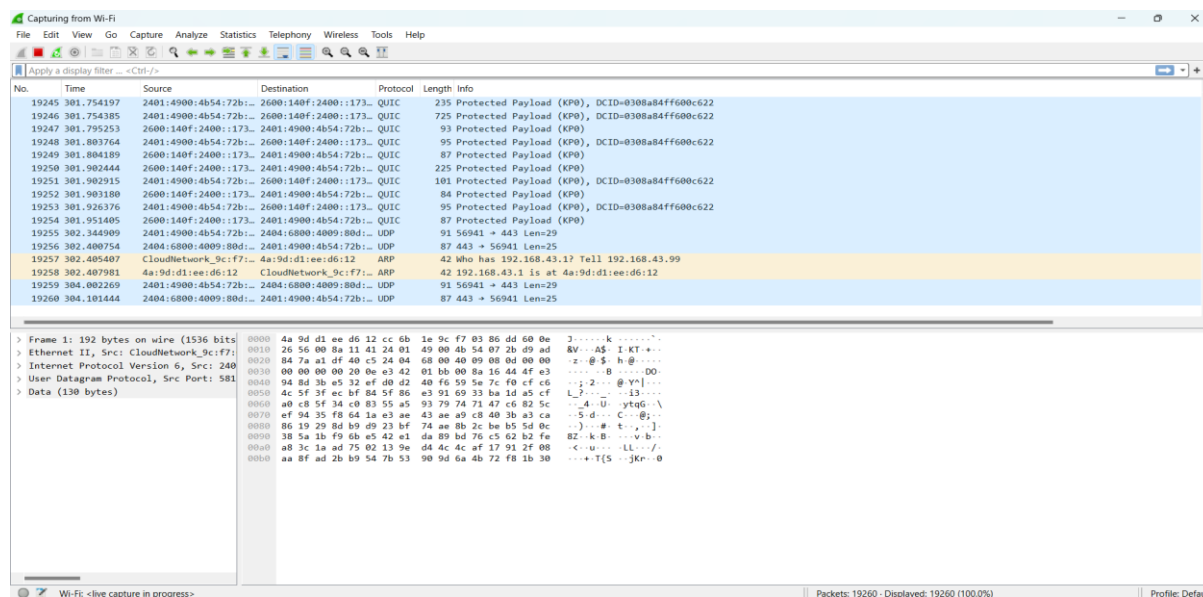 Capturing from Wi-Fi
File Edit View Go Capture Analyze Statistics Telephony Wireless Tools Help
Apply a display filter ... <Ctrl-/>
No. Time Source Destination Protocol Length Info
19245 301.754197 2401:4900:4b54:72b:… 2600:140f:2400::173… QUIC 235 Protected Payload (KP0), DCID=0308a84ff600c622
19246 301.754385 2401:4900:4b54:72b:… 2600:140f:2400::173… QUIC 725 Protected Payload (KP0), DCID=0308a84ff600c622
19247 301.795253 2600:140f:2400::173… 2401:4900:4b54:72b:… QUIC 93 Protected Payload (KP0)
19248 301.803764 2401:4900:4b54:72b:… 2600:140f:2400::173… QUIC 95 Protected Payload (KP0), DCID=0308a84ff600c622
19249 301.804189 2600:140f:2400::173… 2401:4900:4b54:72b:… QUIC 87 Protected Payload (KP0)
19250 301.902444 2600:140f:2400::173… 2401:4900:4b54:72b:… QUIC 225 Protected Payload (KP0)
19251 301.902915 2401:4900:4b54:72b:… 2600:140f:2400::173… QUIC 101 Protected Payload (KP0), DCID=0308a84ff600c622
19252 301.903180 2600:140f:2400::173… 2401:4900:4b54:72b:… QUIC 84 Protected Payload (KP0)
19253 301.926376 2401:4900:4b54:72b:… 2600:140f:2400::173… QUIC 95 Protected Payload (KP0), DCID=0308a84ff600c622
19254 301.951405 2600:140f:2400::173… 2401:4900:4b54:72b:… QUIC 87 Protected Payload (KP0)
19255 302.344909 2401:4900:4b54:72b:… 2404:6800:4009:80d:… UDP 91 56941 → 443 Len=29
19256 302.400754 2404:6800:4009:80d:… 2401:4900:4b54:72b:… UDP 87 443 → 56941 Len=25
19257 302.405407 CloudNetwork_9c:f7:… 4a:9d:d1:ee:d6:12 ARP 42 Who has 192.168.43.1? Tell 192.168.43.99
19258 302.407981 4a:9d:d1:ee:d6:12 CloudNetwork_9c:f7:… ARP 42 192.168.43.1 is at 4a:9d:d1:ee:d6:12
19259 304.002269 2401:4900:4b54:72b:… 2404:6800:4009:80d:… UDP 91 56941 → 443 Len=29
19260 304.101444 2404:6800:4009:80d:… 2401:4900:4b54:72b:… UDP 87 443 → 56941 Len=25
> Frame 1: 192 bytes on wire (1536 bits
> Ethernet II, Src: CloudNetwork_9c:f7:
> Internet Protocol Version 6, Src: 240
> User Datagram Protocol, Src Port: 581
> Data (130 bytes)
0000 4a 9d d1 ee d6 12 cc 6b 1e 9c f7 03 86 dd 60 0e J······k ······`·
0010 26 56 00 8a 11 41 24 01 49 00 4b 54 07 2b d9 ad &V···A$· I·KT·+··
0020 84 7a a1 df 40 c5 24 04 68 00 40 09 08 0d 00 00 ·z··@·$· h·@·····
0030 00 00 00 00 20 0e e3 42 01 bb 00 8a 16 44 4f e3 ···· ··B ·····DO·
0040 94 8d 3b e5 32 ef d0 d2 40 f6 59 5e 7c f0 cf c6 ··;·2··· @·Y^|···
0050 4c 5f 3f ec bf 84 5f 86 e3 91 69 33 ba 1d a5 cf L_?···_· ··i3····
0060 a0 c8 5f 34 c0 83 55 a5 93 79 74 71 47 c6 82 5c ··_4··U· ·ytqG··\
0070 ef 94 35 f8 64 1a e3 ae 43 ae a9 c8 40 3b a3 ca ··5·d··· C···@;··
0080 86 19 29 8d b9 d9 23 bf 74 ae 8b 2c be b5 5d 0c ··)···#· t··,··]·
0090 38 5a 1b f9 6b e5 42 e1 da 89 bd 76 c5 62 b2 fe 8Z··k·B· ···v·b··
00a0 a8 3c 1a ad 75 02 13 9e d4 4c 4c af 17 91 2f 08 ·<··u··· ·LL···/·
00b0 aa 8f ad 2b b9 54 7b 53 90 9d 6a 4b 72 f8 1b 30 ···+·T{S ··jKr··0
Wi-Fi: <live capture in progress> Packets: 19260 · Displayed: 19260 (100.0%) Profile: Defa